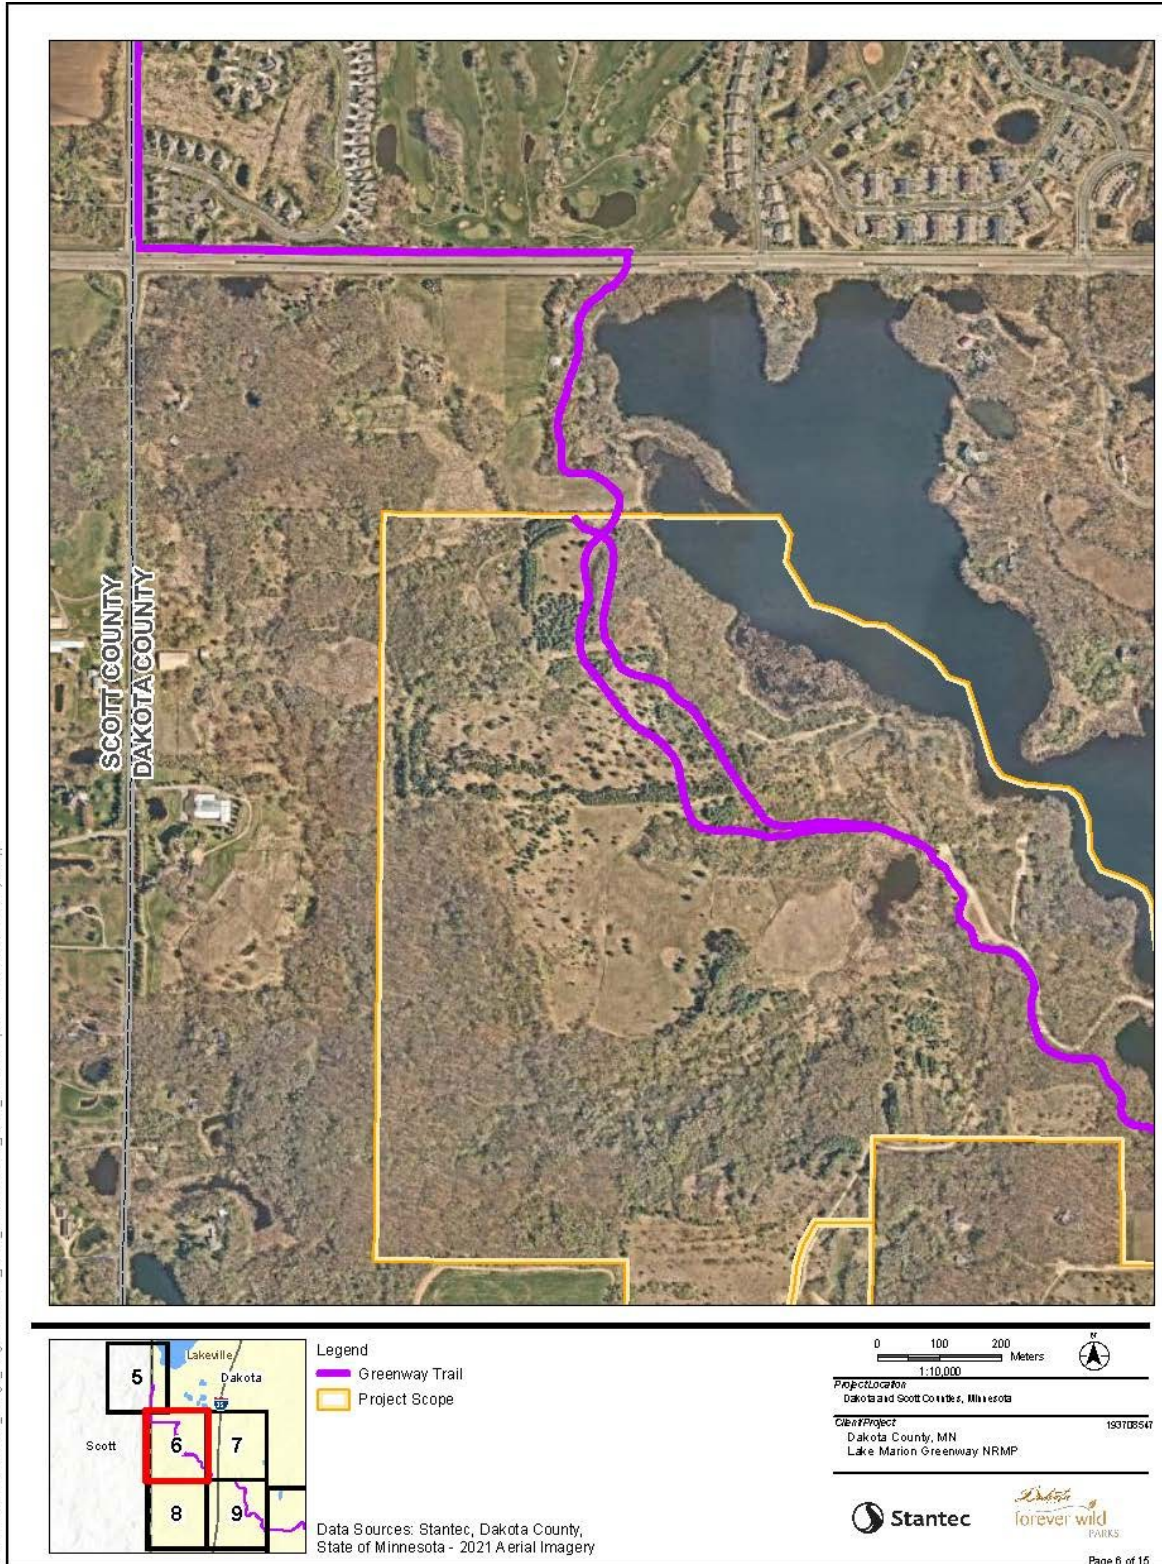 SCOTT COUNTY
DAKOTA COUNTY
5
Lakeville
Dakota
35
Scott
6
7
8
9
Legend
Greenway Trail
Project Scope
Data Sources: Stantec, Dakota County,
State of Minnesota - 2021 Aerial Imagery
0 100 200
Meters
1:10,000
N
Project Location
Dakota and Scott Counties, Minnesota
Client/Project 193708547
Dakota County, MN
Lake Marion Greenway NRMP
Stantec
Dakota
forever wild
PARKS
Page 6 of 15